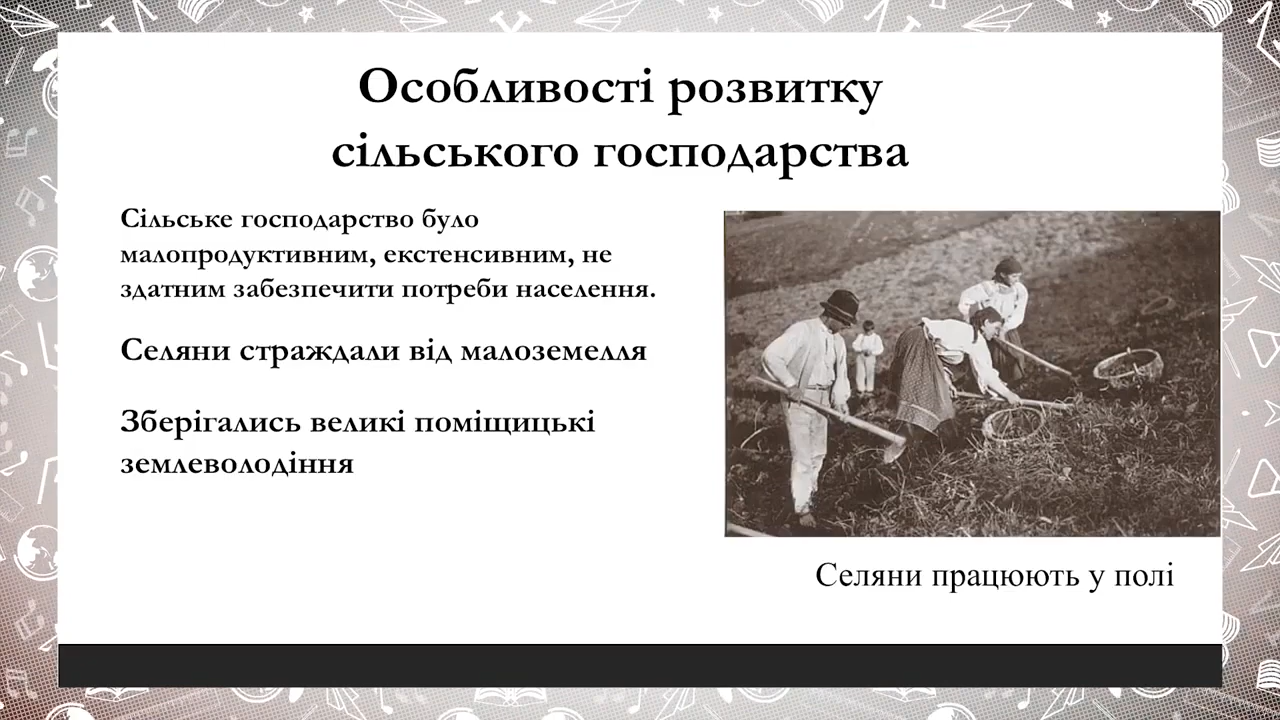 Особливості розвитку
сільського господарства
Сільське господарство було
малопродуктивним, екстенсивним, не
здатним забезпечити потреби населення.
Селяни страждали від малоземелля
Зберігались великі поміщицькі
землеволодіння
Селяни працюють у полі